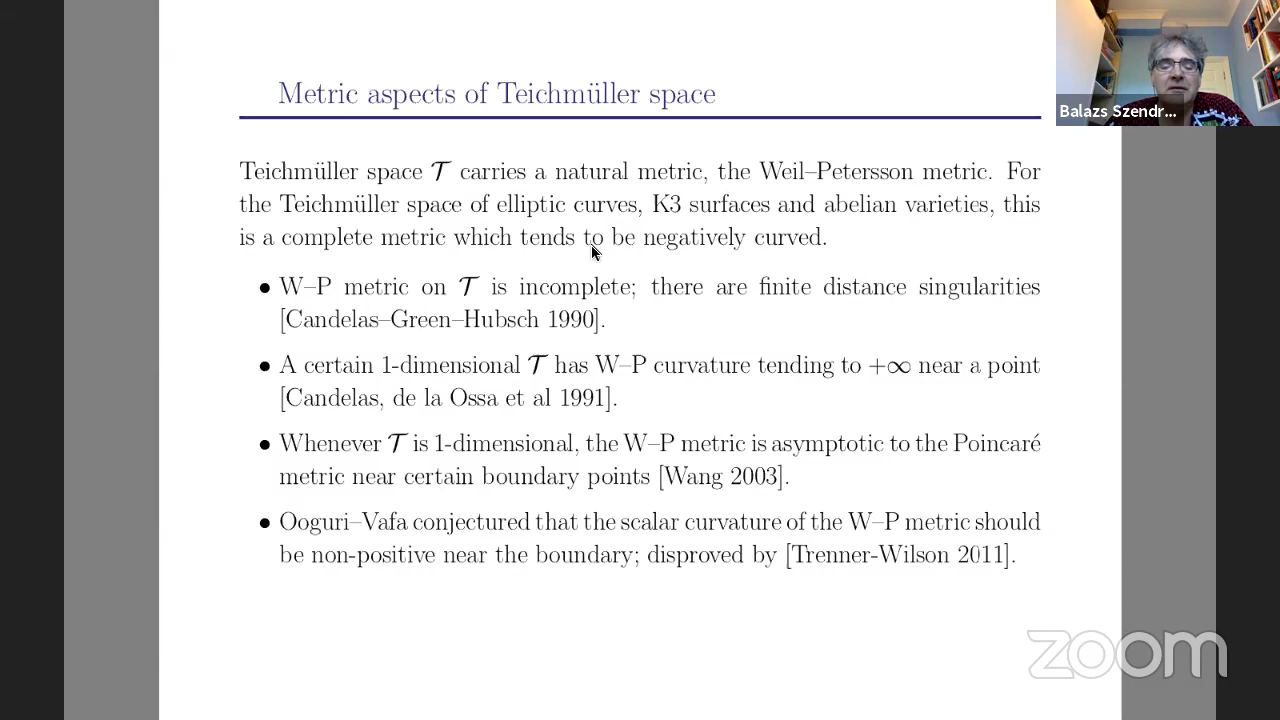 Metric aspects of Teichmüller space
Balazs Szendr...
Teichmüller space 𝒯 carries a natural metric, the Weil–Petersson metric. For
the Teichmüller space of elliptic curves, K3 surfaces and abelian varieties, this
is a complete metric which tends to be negatively curved.
• W–P metric on 𝒯 is incomplete; there are finite distance singularities
[Candelas–Green–Hubsch 1990].
• A certain 1-dimensional 𝒯 has W–P curvature tending to +∞ near a point
[Candelas, de la Ossa et al 1991].
• Whenever 𝒯 is 1-dimensional, the W–P metric is asymptotic to the Poincaré
metric near certain boundary points [Wang 2003].
• Ooguri–Vafa conjectured that the scalar curvature of the W–P metric should
be non-positive near the boundary; disproved by [Trenner-Wilson 2011].
zoom